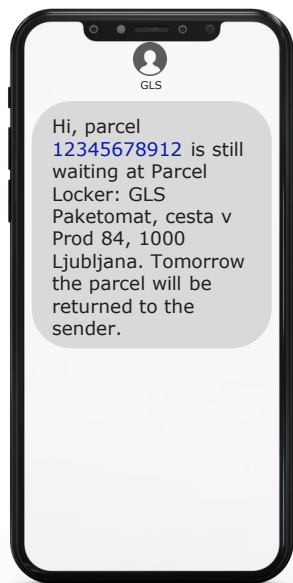 GLS
Hi, parcel
12345678912 is still
waiting at Parcel
Locker: GLS
Paketomat, cesta v
Prod 84, 1000
Ljubljana. Tomorrow
the parcel will be
returned to the
sender.